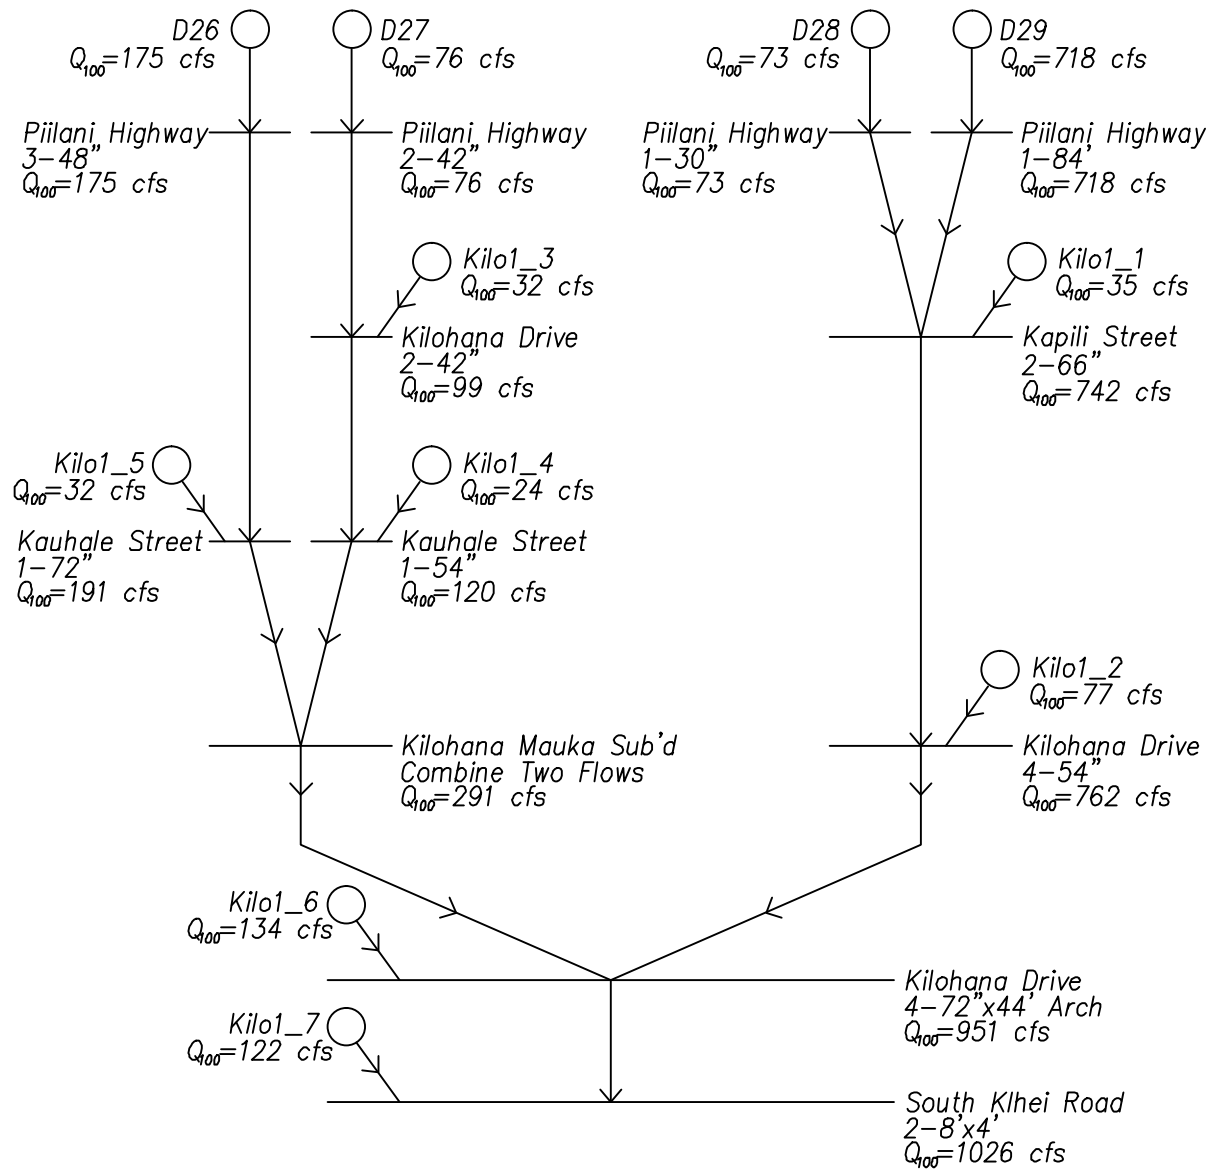 D26
Q100=175 cfs
D27
Q100=76 cfs
D28
Q100=73 cfs
D29
Q100=718 cfs
Piilani Highway
3-48"
Q100=175 cfs
Piilani Highway
2-42"
Q100=76 cfs
Piilani Highway
1-30"
Q100=73 cfs
Piilani Highway
1-84'
Q100=718 cfs
Kilo1_3
Q100=32 cfs
Kilo1_1
Q100=35 cfs
Kilohana Drive
2-42"
Q100=99 cfs
Kapili Street
2-66"
Q100=742 cfs
Kilo1_5
Q100=32 cfs
Kilo1_4
Q100=24 cfs
Kauhale Street
1-72"
Q100=191 cfs
Kauhale Street
1-54"
Q100=120 cfs
Kilo1_2
Q100=77 cfs
Kilohana Mauka Sub'd
Combine Two Flows
Q100=291 cfs
Kilohana Drive
4-54"
Q100=762 cfs
Kilo1_6
Q100=134 cfs
Kilohana Drive
4-72"x44' Arch
Q100=951 cfs
Kilo1_7
Q100=122 cfs
South KIhei Road
2-8'x4'
Q100=1026 cfs